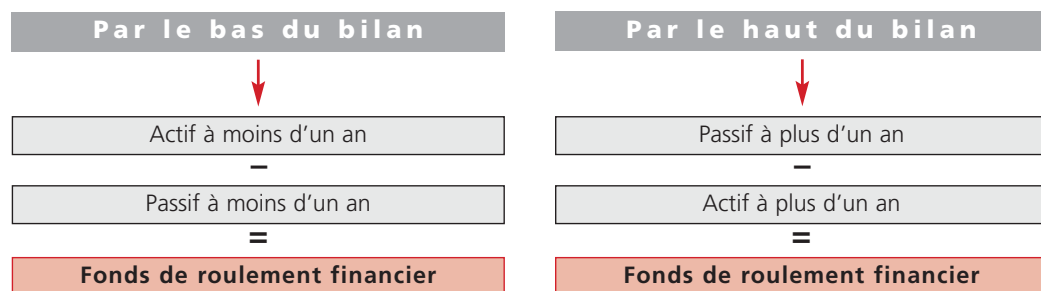 Par le bas du bilan
Actif à moins d'un an
–
Passif à moins d'un an
=
Fonds de roulement financier
Par le haut du bilan
Passif à plus d'un an
–
Actif à plus d'un an
=
Fonds de roulement financier